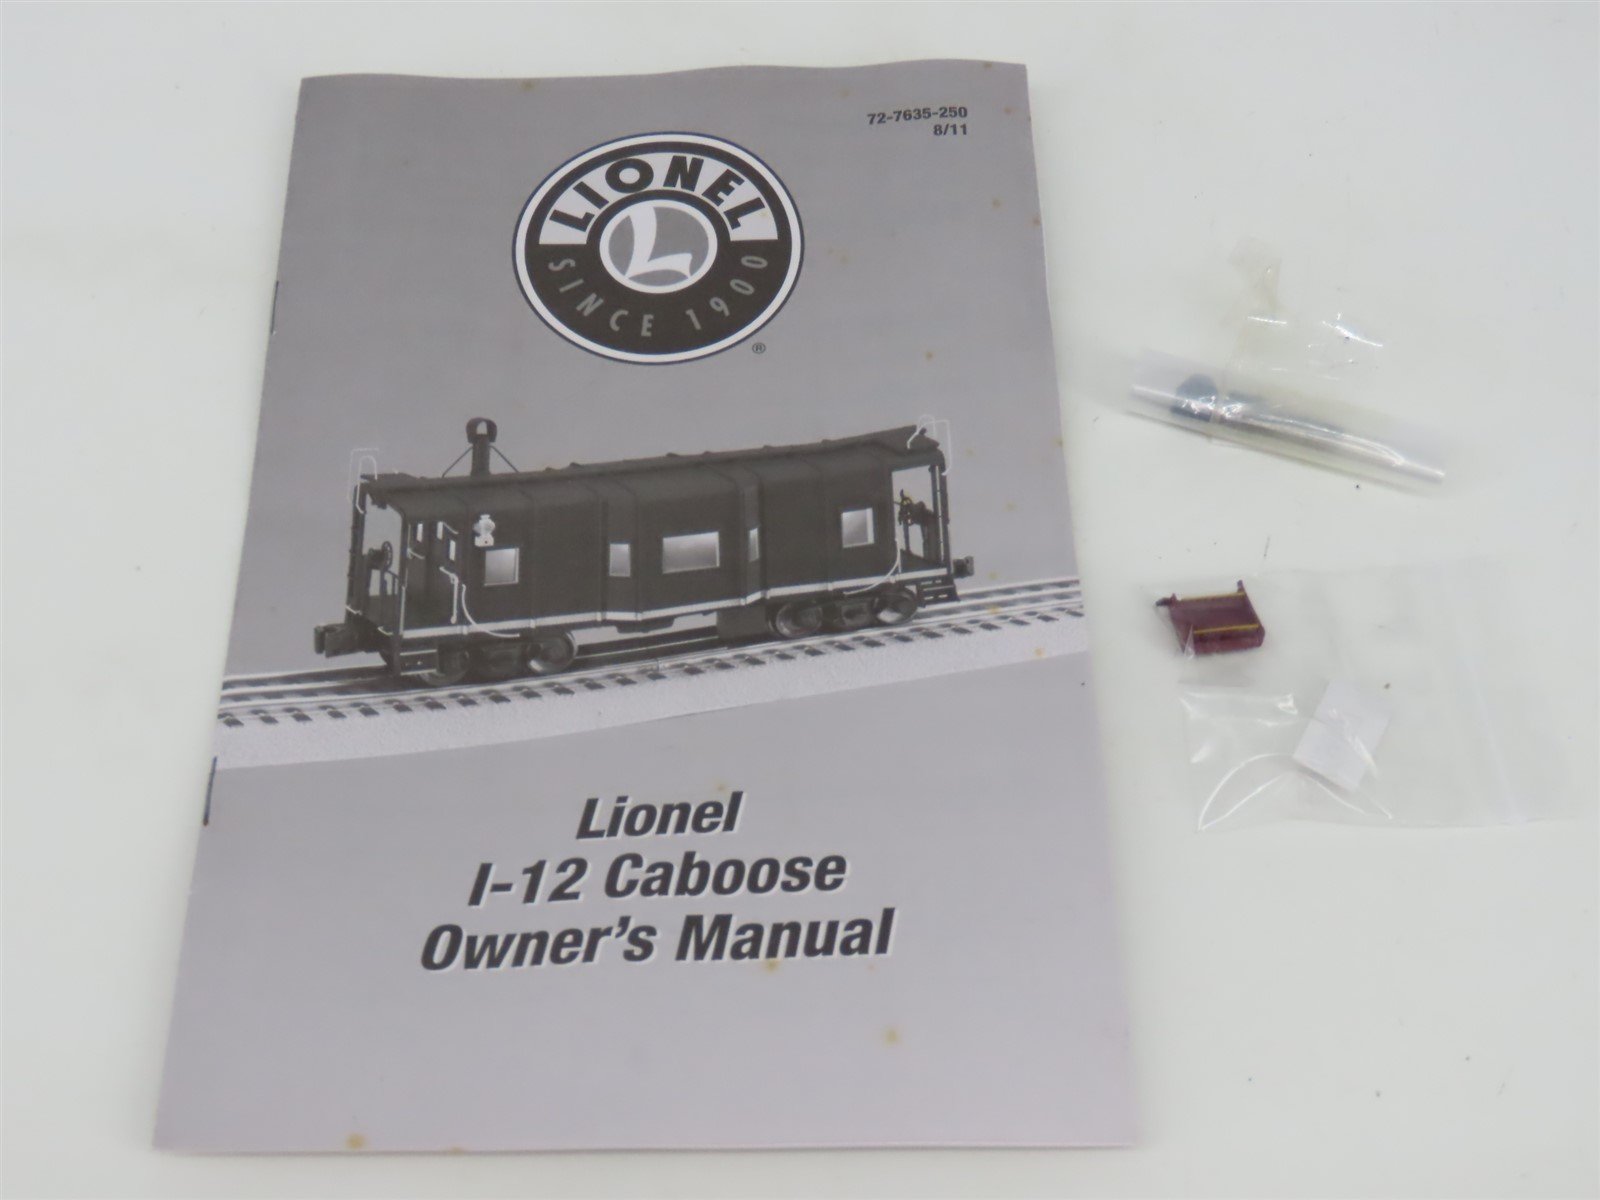 72-7635-250
8/11
LIONEL
L
SINCE 1900
®
Lionel
I-12 Caboose
Owner's Manual